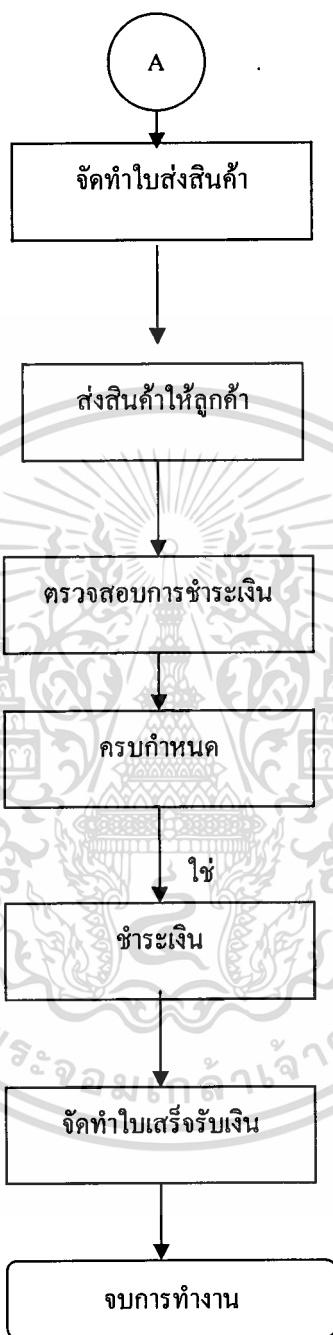 A
จัดทำใบส่งสินค้า
ส่งสินค้าให้ลูกค้า
ตรวจสอบการชำระเงิน
ครบกำหนด
ใช่
ชำระเงิน
จัดทำใบเสร็จรับเงิน
จบการทำงาน